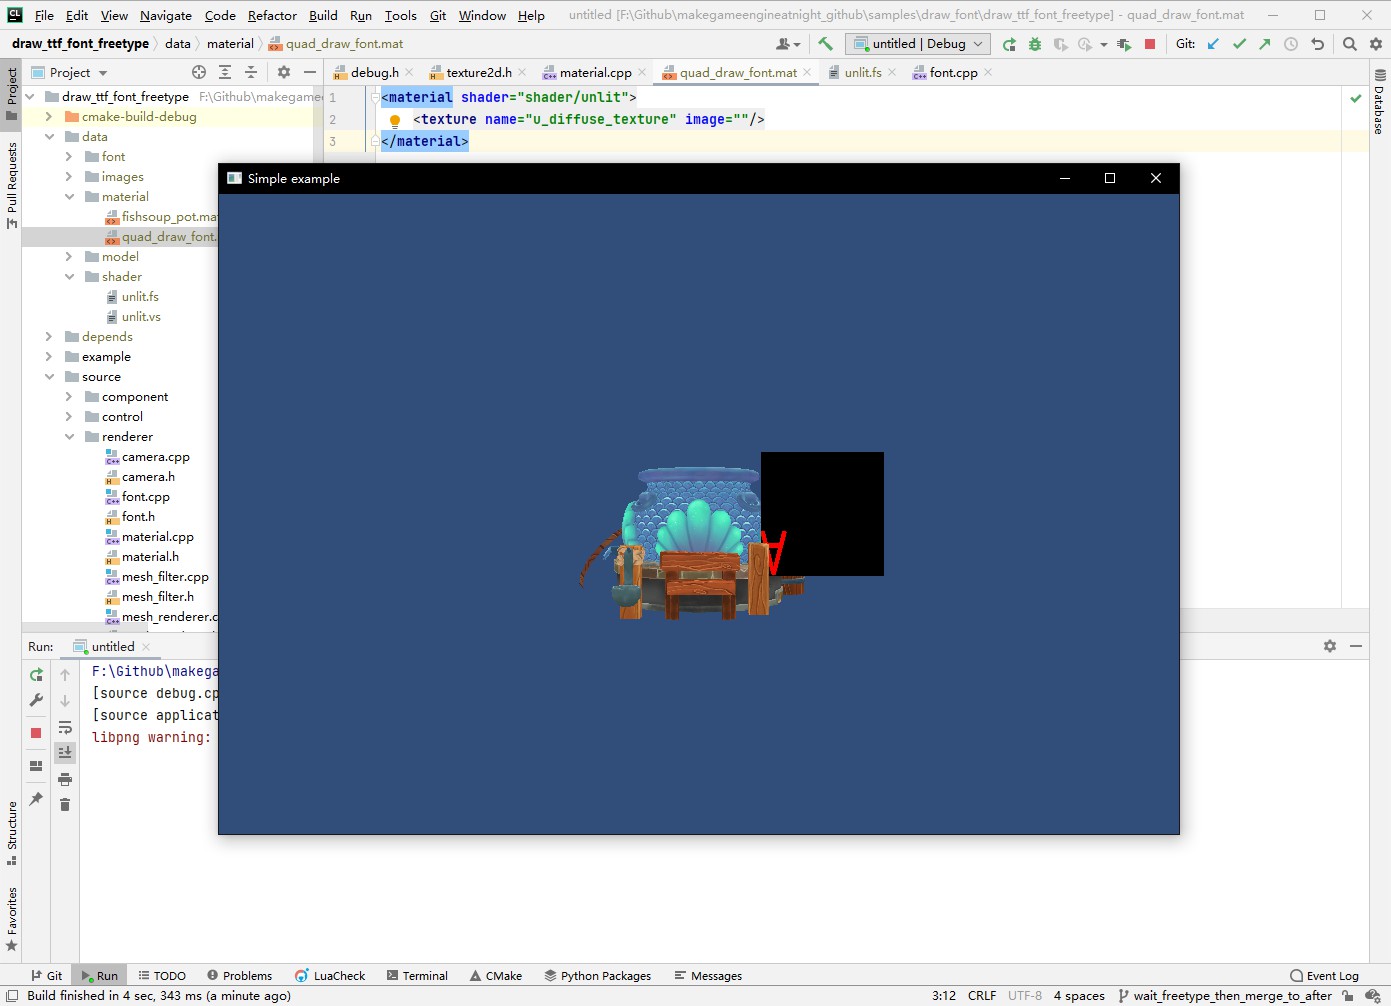 CL File Edit View Navigate Code Refactor Build Run Tools Git Window Help untitled [F:\Github\makegameengineatnight_github\samples\draw_font\draw_ttf_font_freetype] - quad_draw_font.mat
draw_ttf_font_freetype data material quad_draw_font.mat untitled | Debug Git:
Project debug.h texture2d.h material.cpp quad_draw_font.mat unlit.fs font.cpp
draw_ttf_font_freetype F:\Github\makegamee
cmake-build-debug
data
font
images
material
fishsoup_pot.ma
quad_draw_font.
model
shader
unlit.fs
unlit.vs
depends
example
source
component
control
renderer
camera.cpp
camera.h
font.cpp
font.h
material.cpp
material.h
mesh_filter.cpp
mesh_filter.h
mesh_renderer.c
1 <material shader="shader/unlit">
2 <texture name="u_diffuse_texture" image=""/>
3 </material>
Simple example
A
Project
Pull Requests
Structure
Favorites
Database
Run: untitled
F:\Github\makega
[source debug.cp
[source applicat
libpng warning:
Git Run TODO Problems LuaCheck Terminal CMake Python Packages Messages Event Log
Build finished in 4 sec, 343 ms (a minute ago) 3:12 CRLF UTF-8 4 spaces wait_freetype_then_merge_to_after